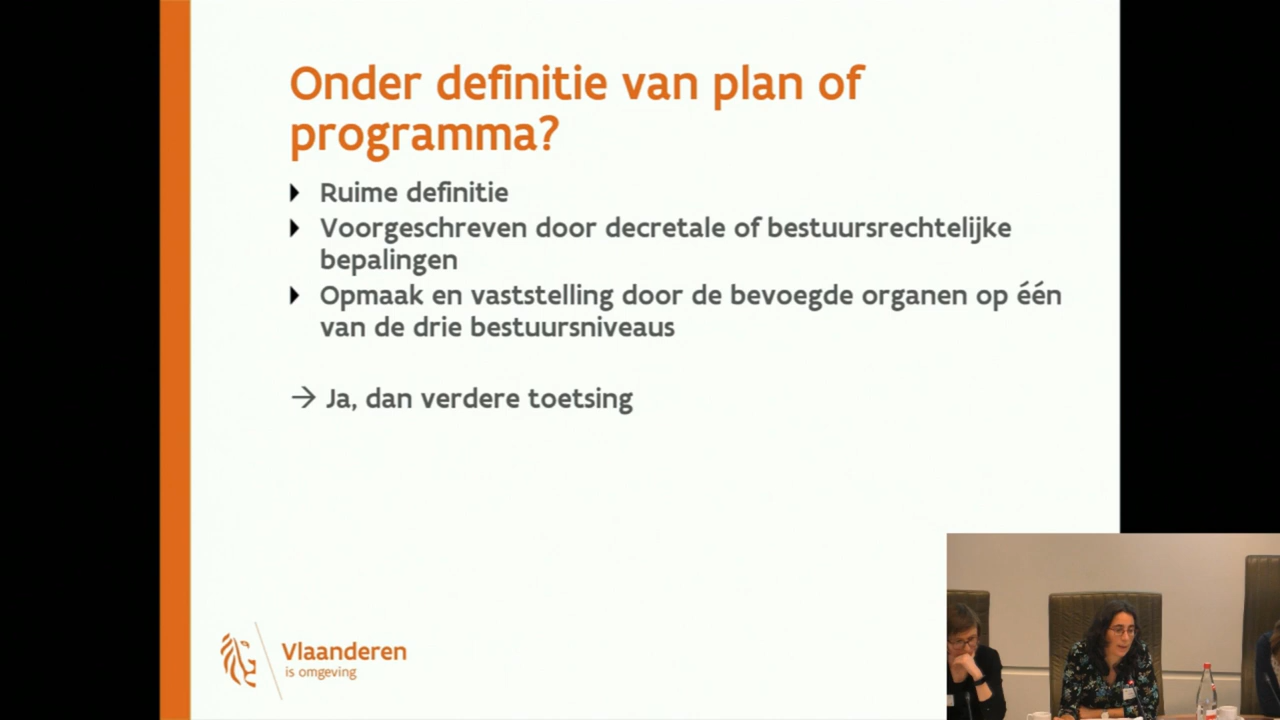 Onder definitie van plan of
programma?
Ruime definitie
Voorgeschreven door decretale of bestuursrechtelijke
bepalingen
Opmaak en vaststelling door de bevoegde organen op één
van de drie bestuursniveaus
→ Ja, dan verdere toetsing
Vlaanderen
is omgeving